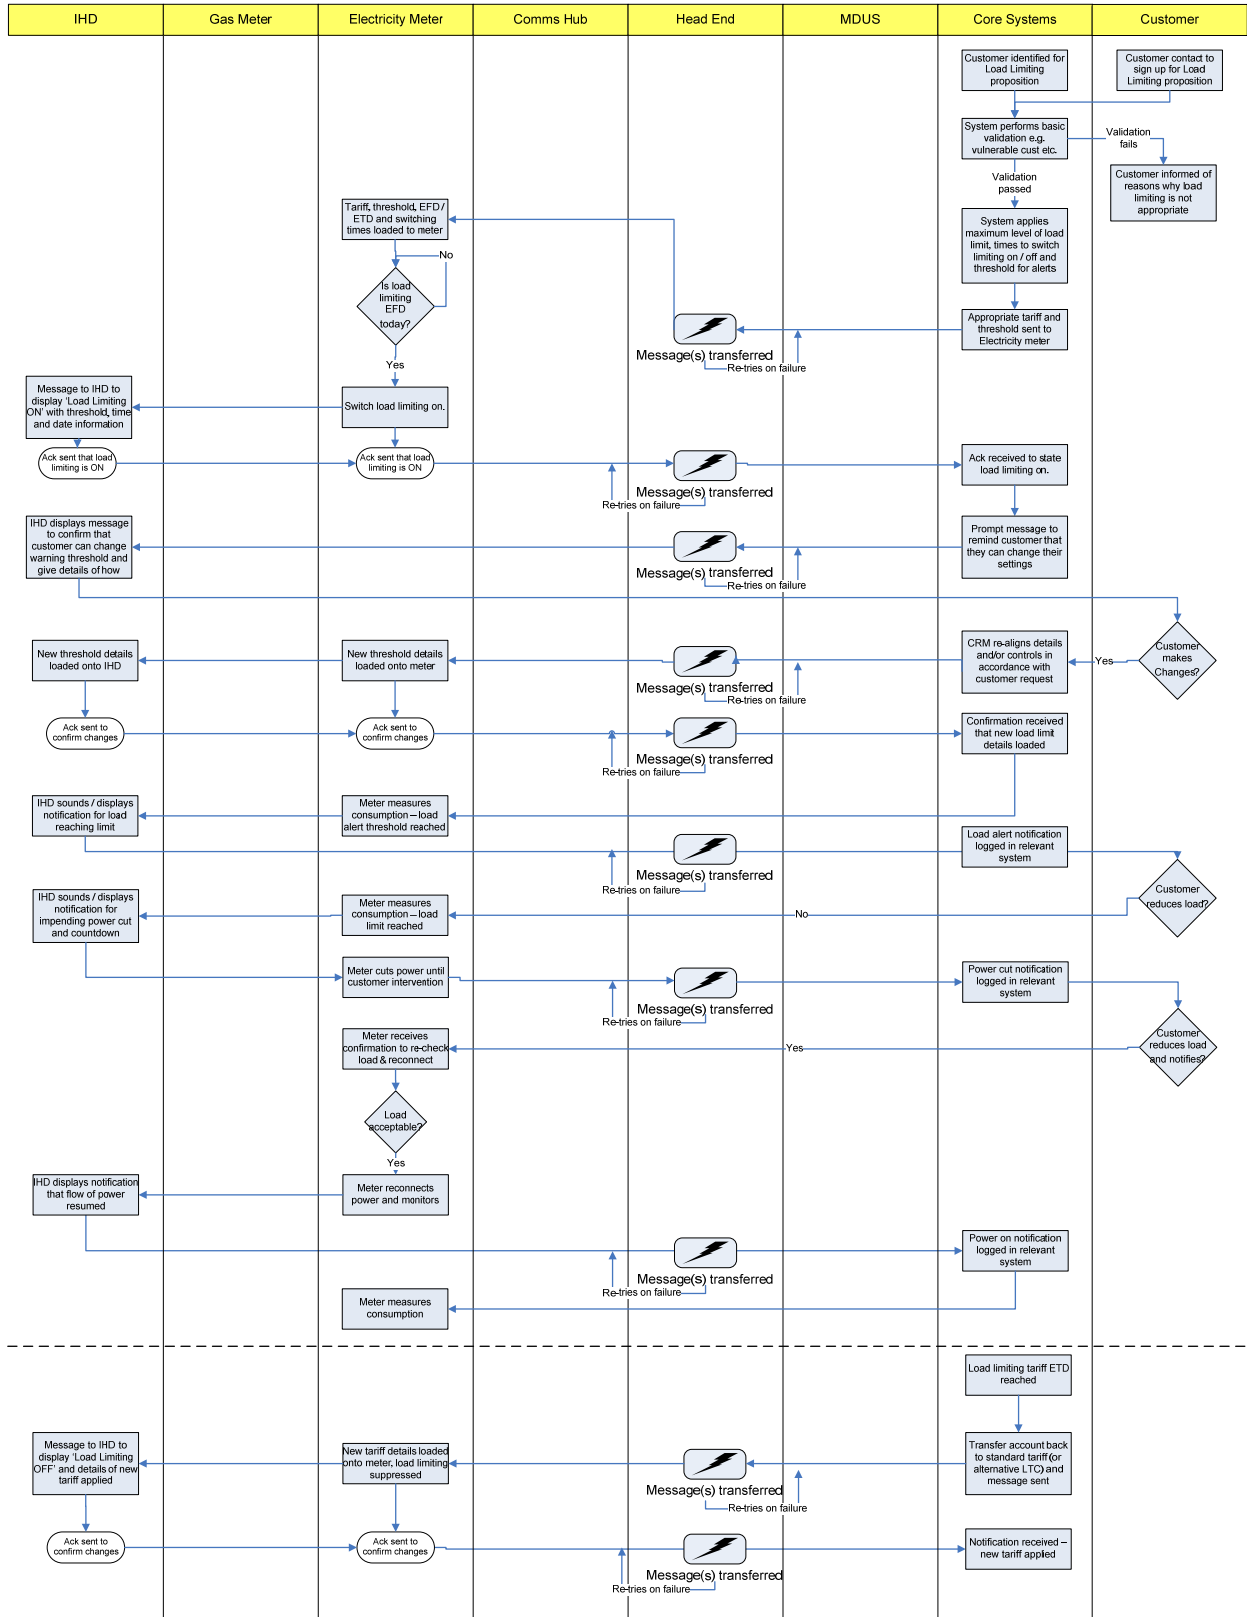 IHD
Gas Meter
Electricity Meter
Comms Hub
Head End
MDUS
Core Systems
Customer
Customer identified for
Load Limiting
proposition
Customer contact to
sign up for Load
Limiting proposition
System performs basic
validation e.g.
vulnerable cust etc.
Validation
fails
Customer informed of
reasons why load
limiting is not
appropriate
Validation
passed
Tariff, threshold, EFD /
ETD and switching
times loaded to meter
System applies
maximum level of load
limit, times to switch
limiting on / off and
threshold for alerts
No
Is load
limiting
EFD
today?
Appropriate tariff and
threshold sent to
Electricity meter
Message(s) transferred
Re-tries on failure
Yes
Message to IHD to
display 'Load Limiting
ON' with threshold, time
and date information
Switch load limiting on.
Ack sent that load
limiting is ON
Ack sent that load
limiting is ON
Ack received to state
load limiting on.
Message(s) transferred
Re-tries on failure
IHD displays message
to confirm that
customer can change
warning threshold and
give details of how
Prompt message to
remind customer that
they can change their
settings
Message(s) transferred
Re-tries on failure
New threshold details
loaded onto IHD
New threshold details
loaded onto meter
CRM re-aligns details
and/or controls in
accordance with
customer request
Yes
Customer
makes
Changes?
Message(s) transferred
Re-tries on failure
Ack sent to
confirm changes
Ack sent to
confirm changes
Confirmation received
that new load limit
details loaded
Message(s) transferred
Re-tries on failure
IHD sounds / displays
notification for load
reaching limit
Meter measures
consumption – load
alert threshold reached
Load alert notification
logged in relevant
system
Message(s) transferred
Re-tries on failure
Customer
reduces load?
IHD sounds / displays
notification for
impending power cut
and countdown
Meter measures
consumption – load
limit reached
No
Meter cuts power until
customer intervention
Power cut notification
logged in relevant
system
Message(s) transferred
Re-tries on failure
Meter receives
confirmation to re-check
load & reconnect
Yes
Customer
reduces load
and notifies?
Load
acceptable?
Yes
IHD displays notification
that flow of power
resumed
Meter reconnects
power and monitors
Power on notification
logged in relevant
system
Message(s) transferred
Re-tries on failure
Meter measures
consumption
Load limiting tariff ETD
reached
Message to IHD to
display 'Load Limiting
OFF' and details of new
tariff applied
New tariff details loaded
onto meter, load limiting
suppressed
Transfer account back
to standard tariff (or
alternative LTC) and
message sent
Message(s) transferred
Re-tries on failure
Ack sent to
confirm changes
Ack sent to
confirm changes
Notification received –
new tariff applied
Message(s) transferred
Re-tries on failure